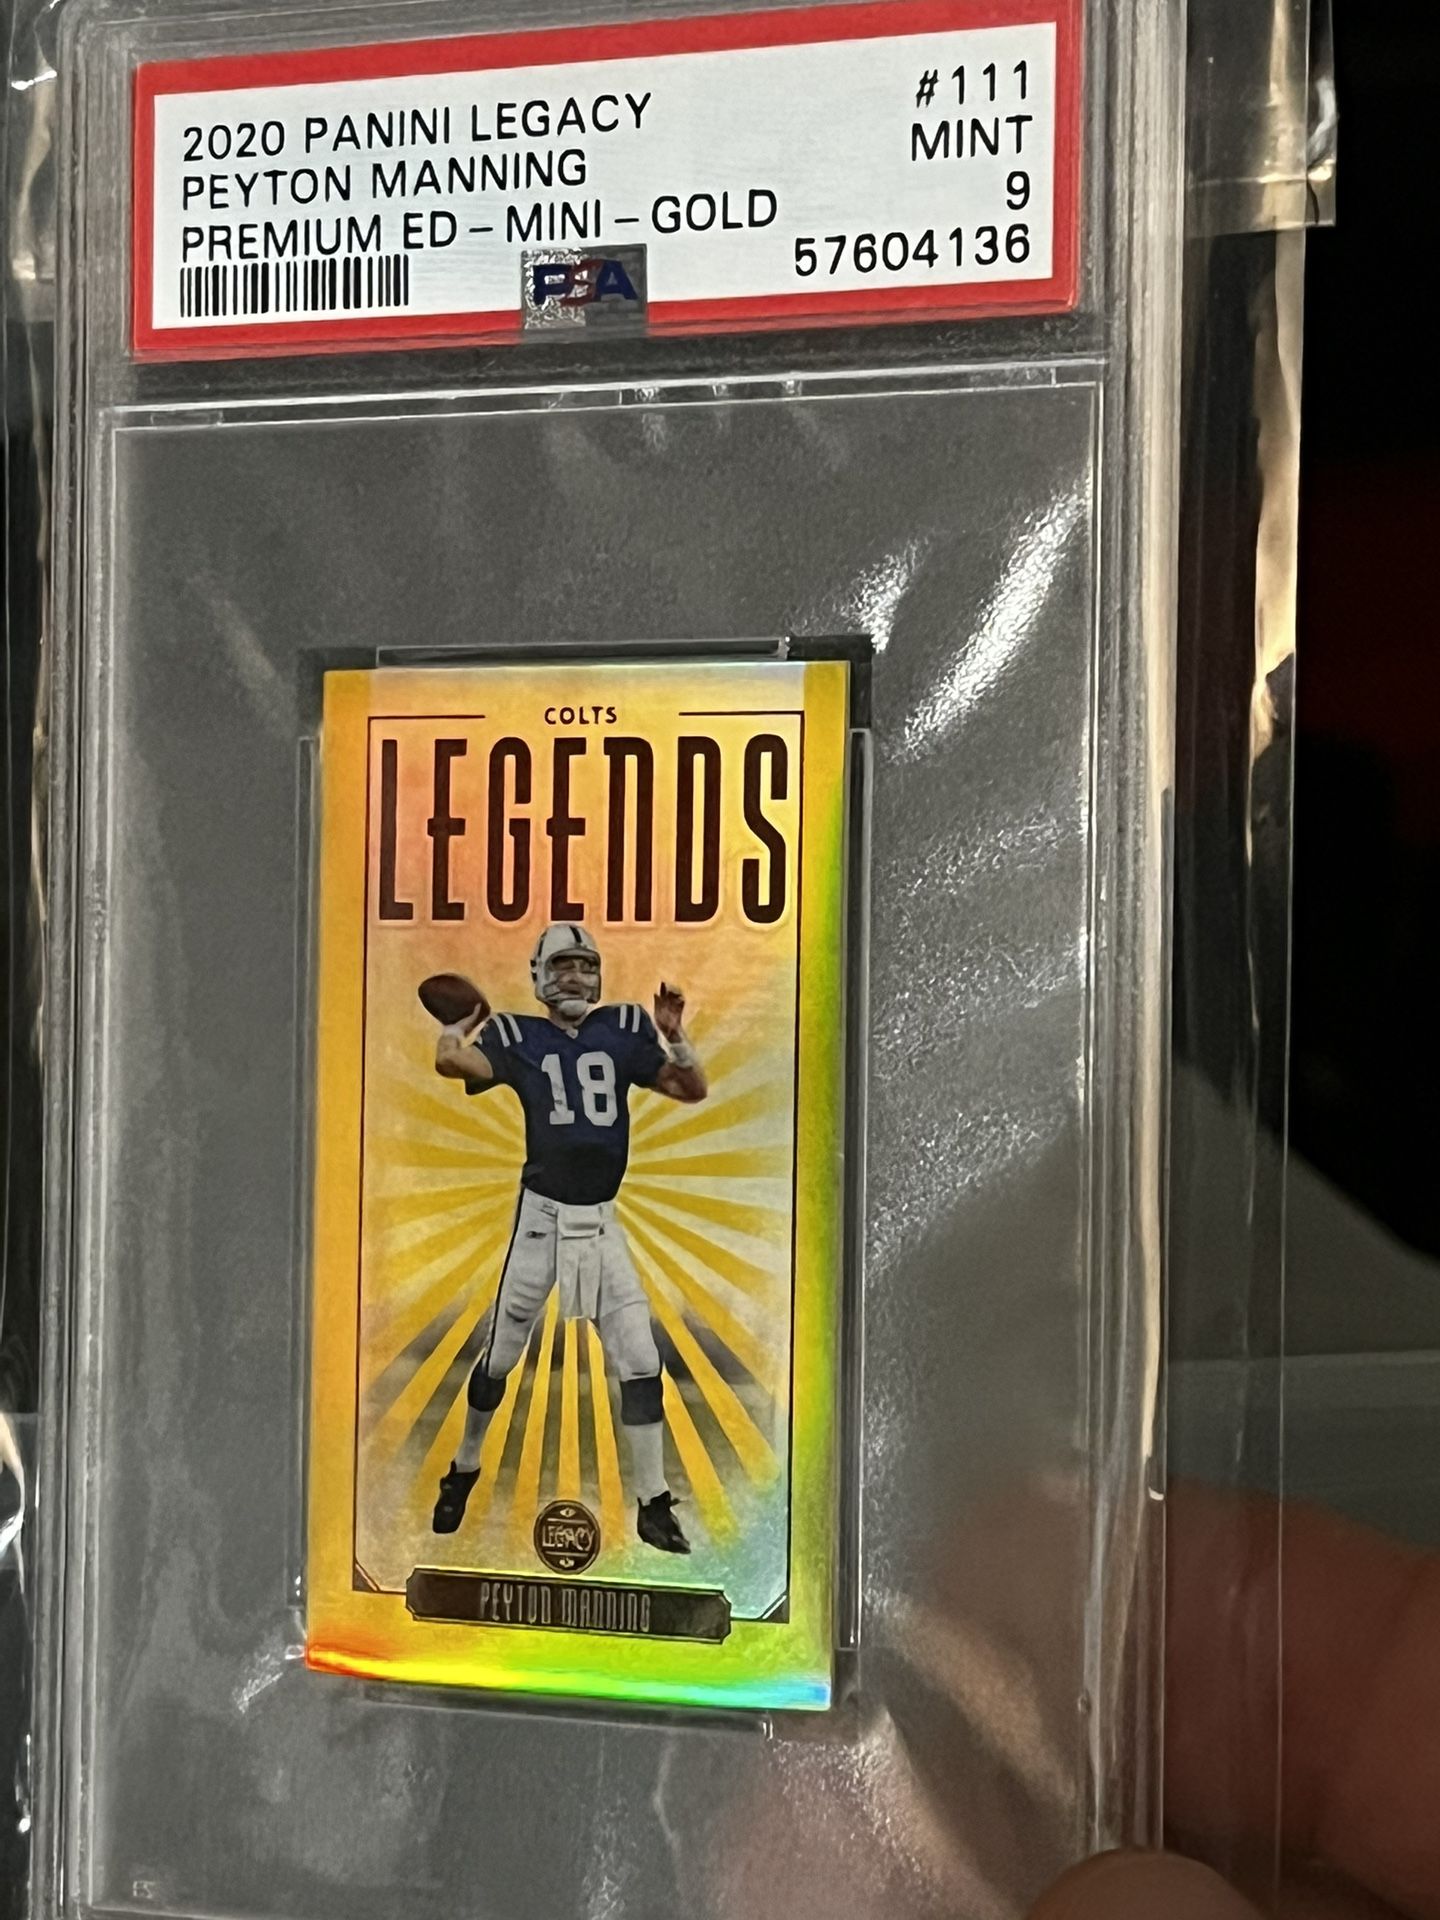 2020 PANINI LEGACY #111
PEYTON MANNING MINT
PREMIUM ED – MINI – GOLD 9
PSA 57604136
COLTS
LEGENDS
18
LEGACY
PEYTON MANNING